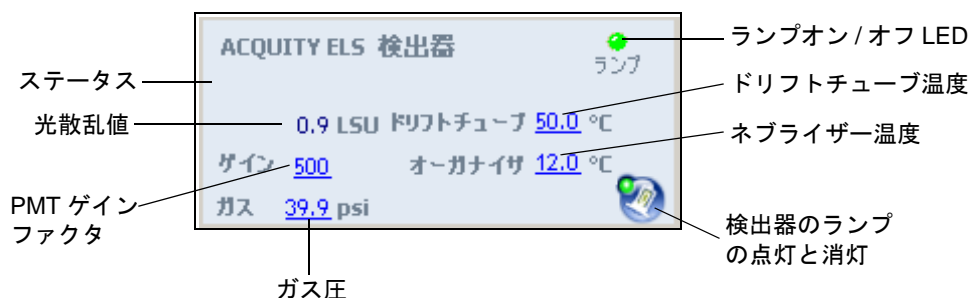 ACQUITY ELS 検出器
ランプオン / オフ LED
ランプ
ステータス
ドリフトチューブ温度
光散乱値
0.9 LSU ドリフトチューブ 50.0 °C
ネブライザー温度
ゲイン 500 オーガナイサ 12.0 °C
PMT ゲイン
ファクタ
ガス 39.9 psi
検出器のランプ
の点灯と消灯
ガス圧